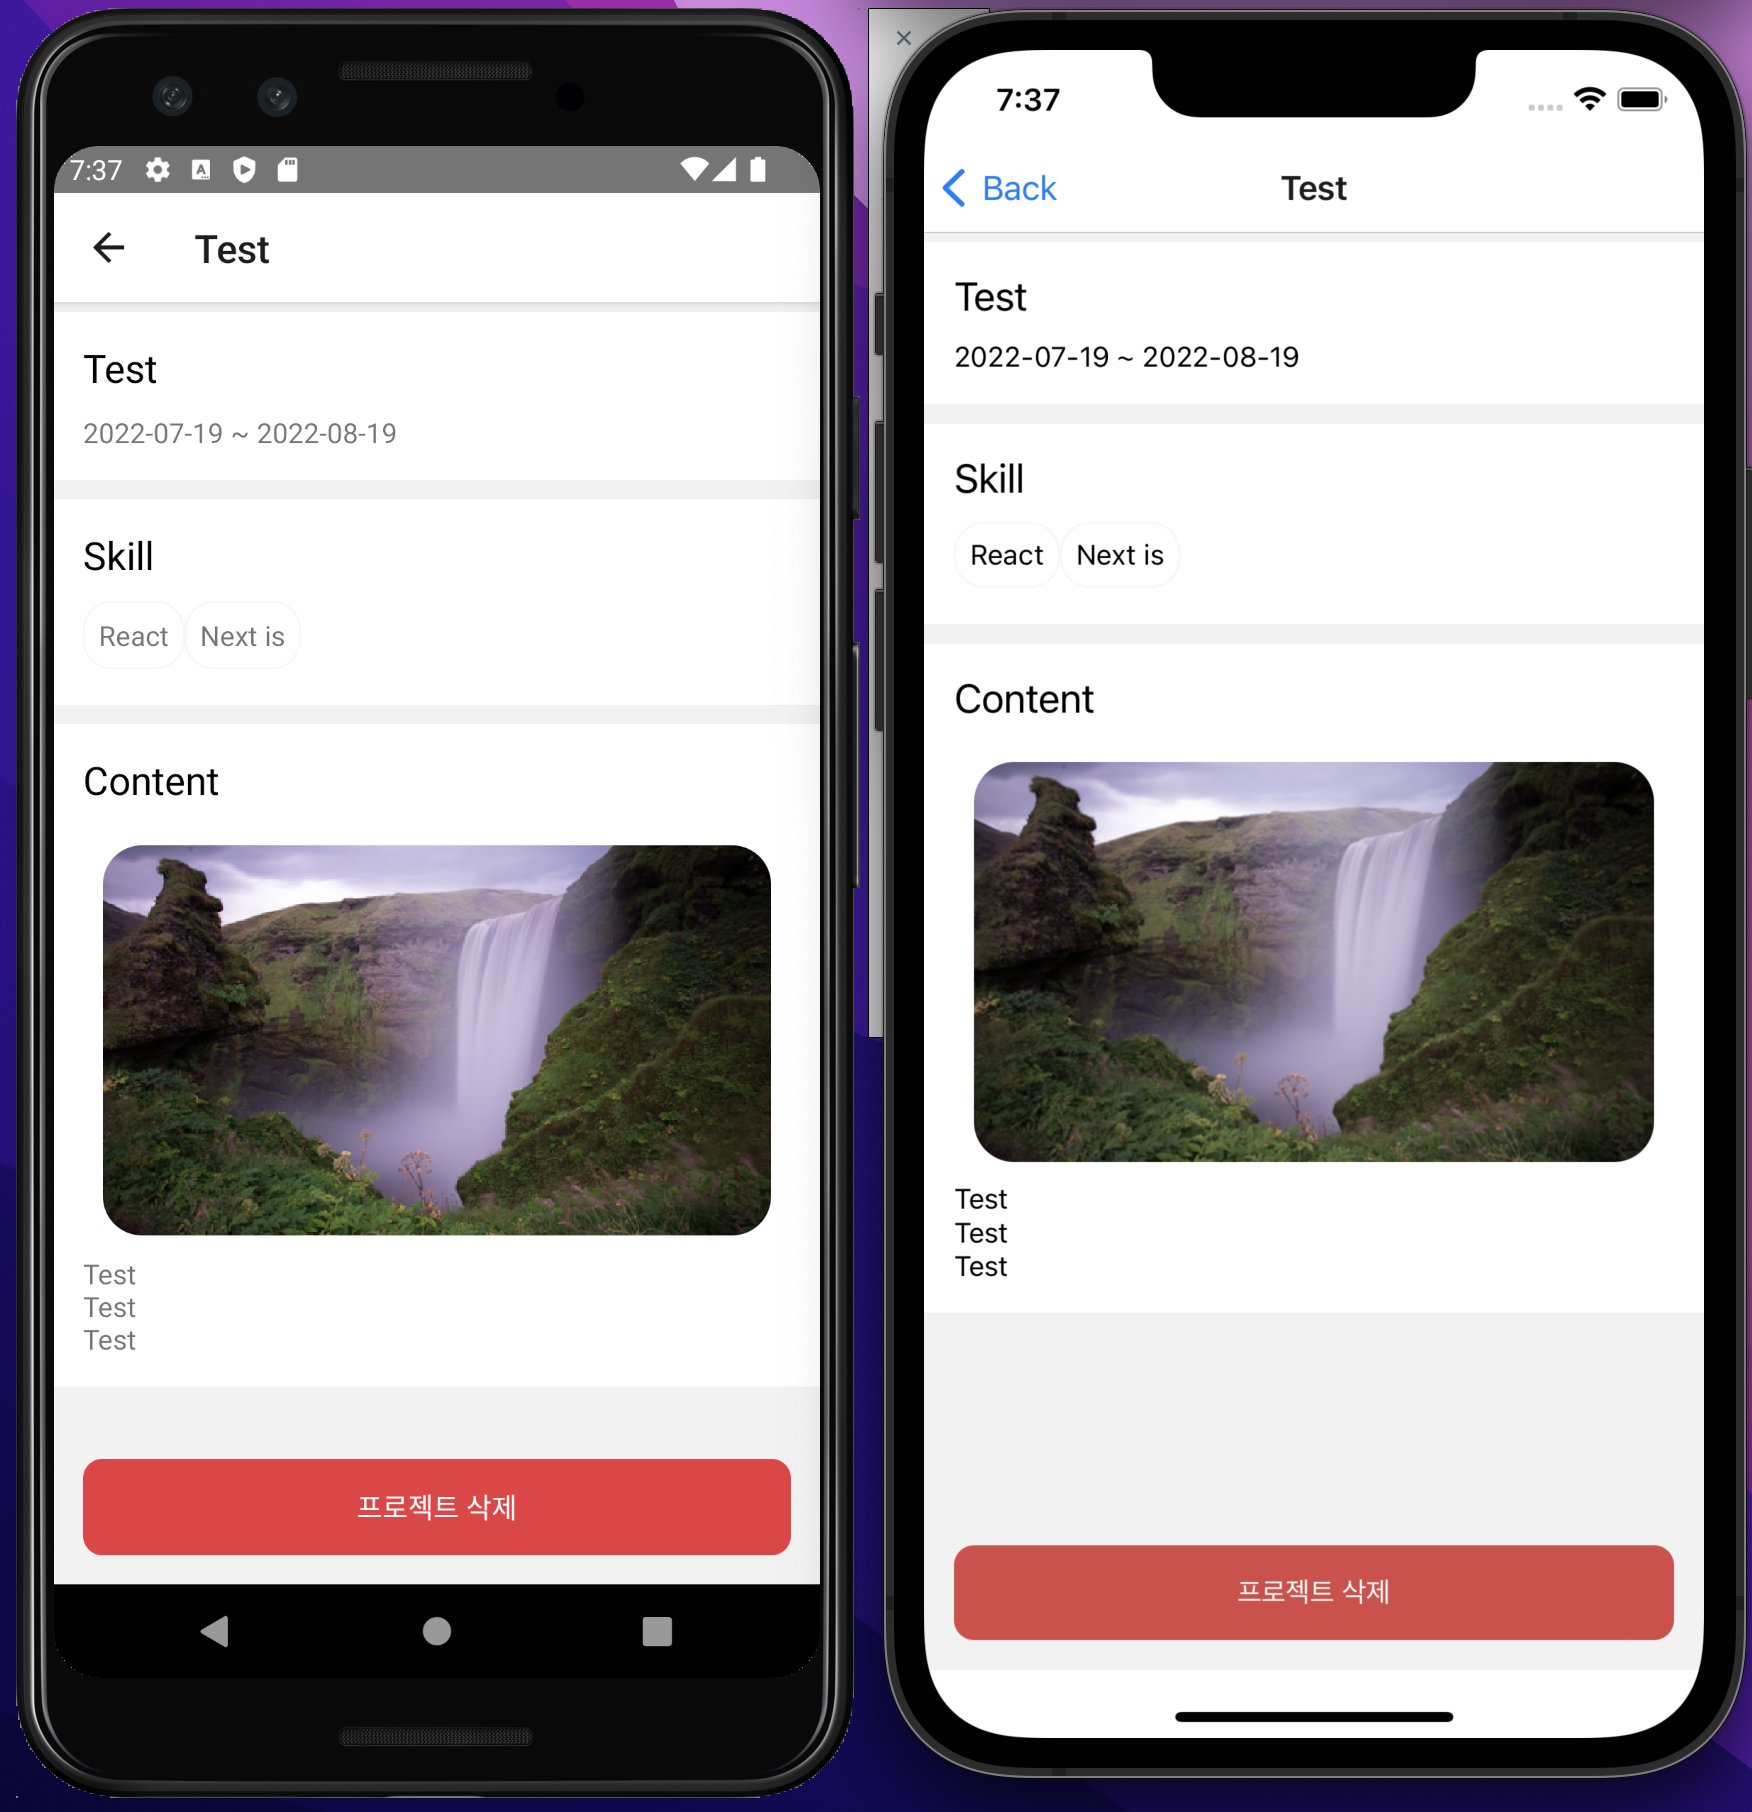 7:37
Test
Test
2022-07-19 ~ 2022-08-19
Skill
React Next is
Content
Test
Test
Test
프로젝트 삭제
7:37
Back Test
Test
2022-07-19 ~ 2022-08-19
Skill
React Next is
Content
Test
Test
Test
프로젝트 삭제